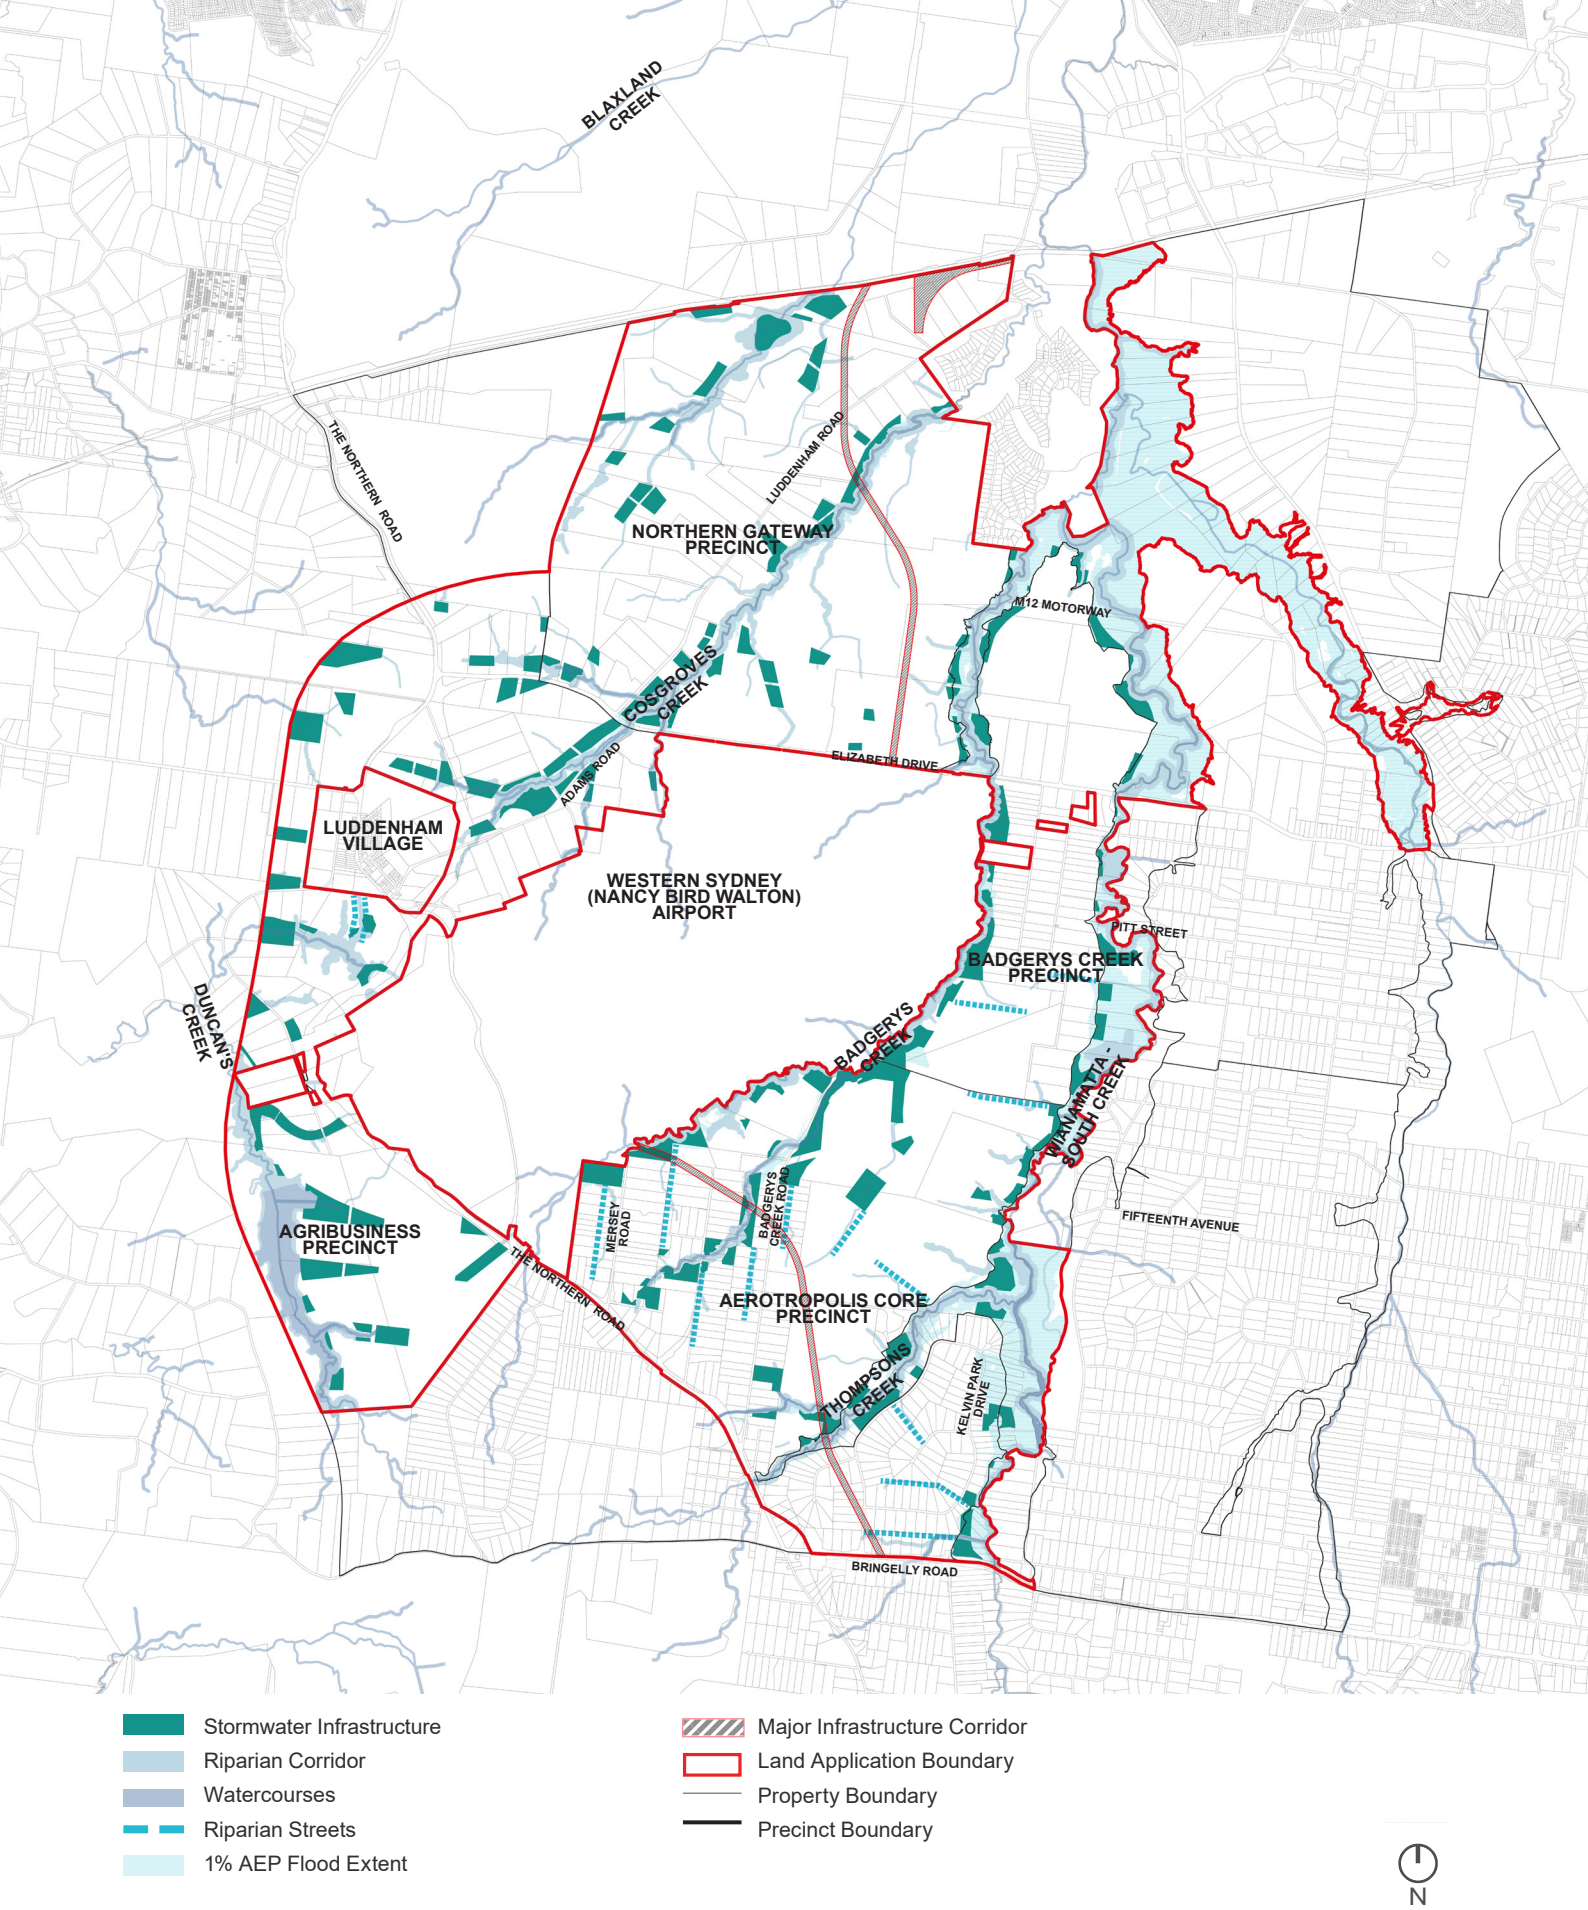 BLAXLAND
CREEK
THE NORTHERN ROAD
LUDDENHAM ROAD
NORTHERN GATEWAY
PRECINCT
M12 MOTORWAY
COSGROVES
CREEK
ADAMS ROAD
ELIZABETH DRIVE
LUDDENHAM
VILLAGE
WESTERN SYDNEY
(NANCY BIRD WALTON)
AIRPORT
PITT STREET
BADGERYS CREEK
PRECINCT
DUNCAN'S
CREEK
BADGERYS
CREEK
WIANAMATTA -
SOUTH CREEK
MERSEY
ROAD
BADGERYS
CREEK ROAD
FIFTEENTH AVENUE
AGRIBUSINESS
PRECINCT
THE NORTHERN ROAD
AEROTROPOLIS CORE
PRECINCT
THOMPSONS
CREEK
KELVIN PARK
DRIVE
BRINGELLY ROAD
Stormwater Infrastructure
Riparian Corridor
Watercourses
Riparian Streets
1% AEP Flood Extent
Major Infrastructure Corridor
Land Application Boundary
Property Boundary
Precinct Boundary
N